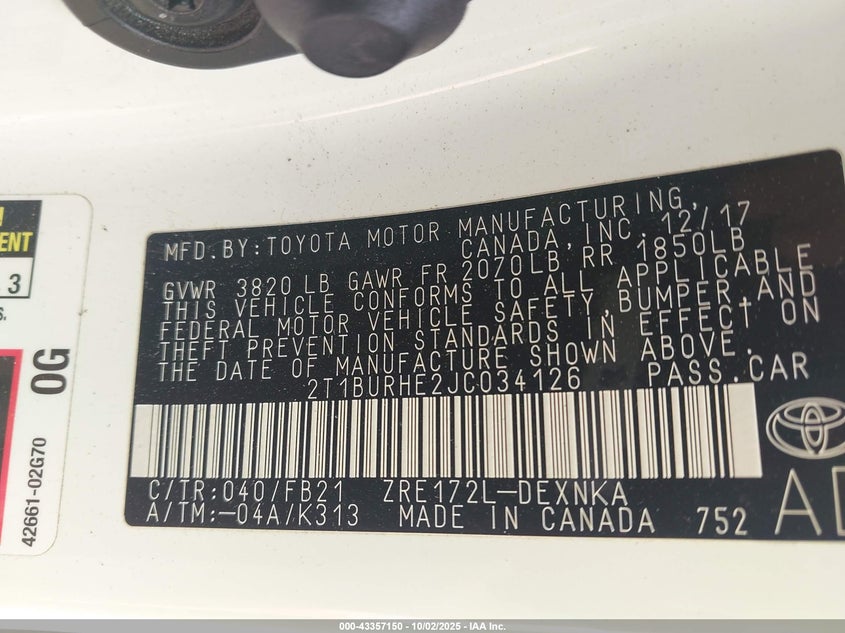 MFD.BY:TOYOTA MOTOR MANUFACTURING,
CANADA,INC. 12/17
GVWR 3820 LB GAWR FR 2070LB,RR 1850LB
THIS VEHICLE CONFORMS TO ALL APPLICABLE
FEDERAL MOTOR VEHICLE SAFETY,BUMPER,AND
THEFT PREVENTION STANDARDS IN EFFECT ON
THE DATE OF MANUFACTURE SHOWN ABOVE.
2T1BURHE2JC034126 PASS.CAR
C/TR:040/FB21 ZRE172L-DEXNKA
A/TM:-04A/K313 MADE IN CANADA 752
3
0G
42661-02G70
000-43357150 - 10/02/2025 - IAA Inc.